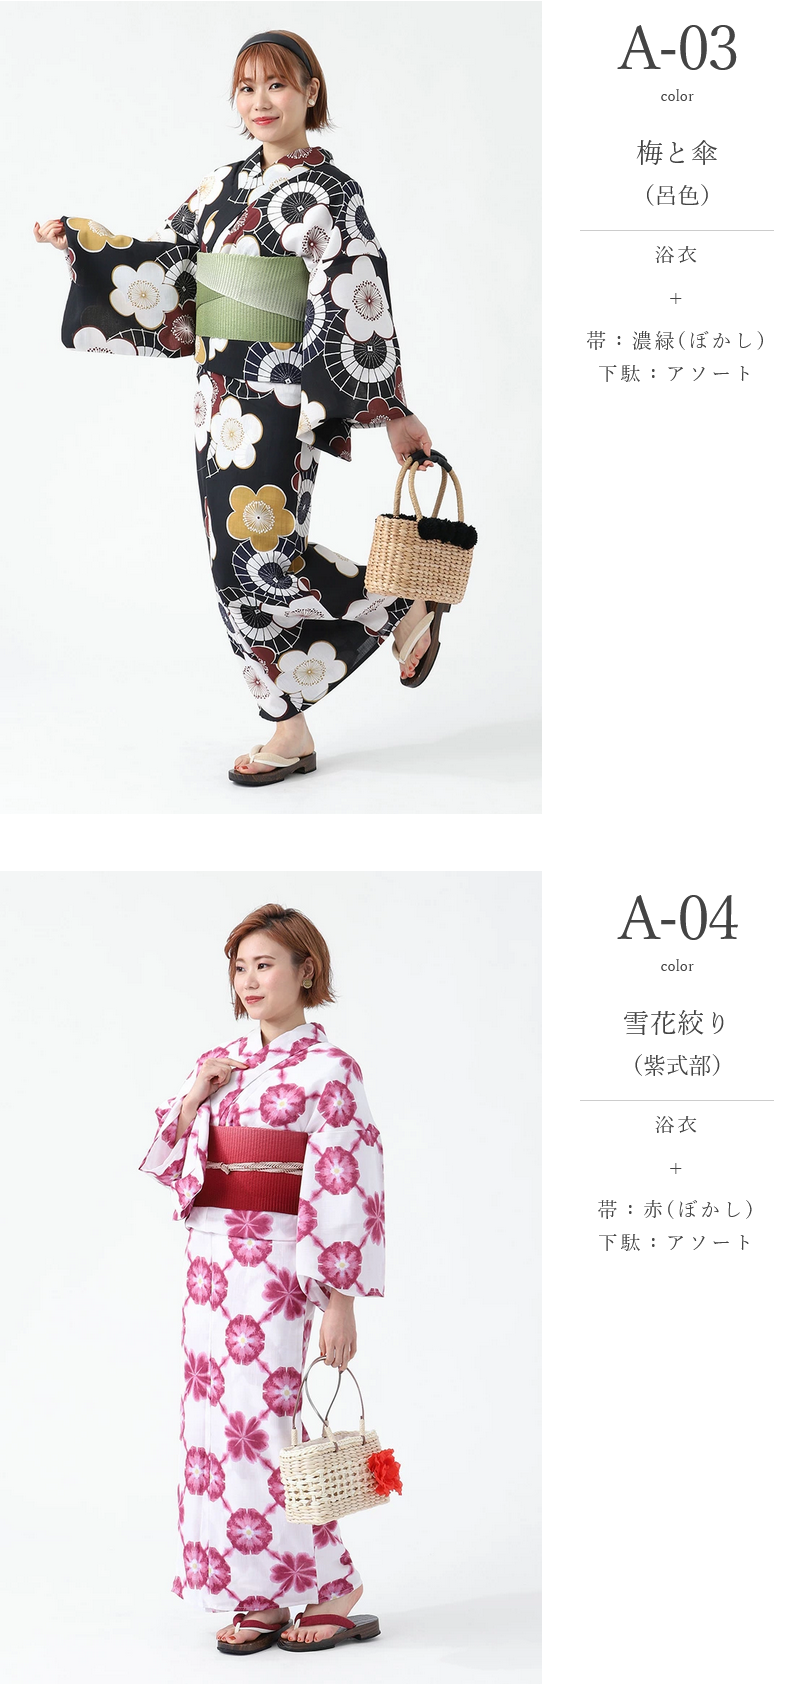 A-03
color
梅と傘
（呂色）
浴衣
+
帯：濃緑（ぼかし）
下駄：アソート
A-04
color
雪花絞り
（紫式部）
浴衣
+
帯：赤（ぼかし）
下駄：アソート